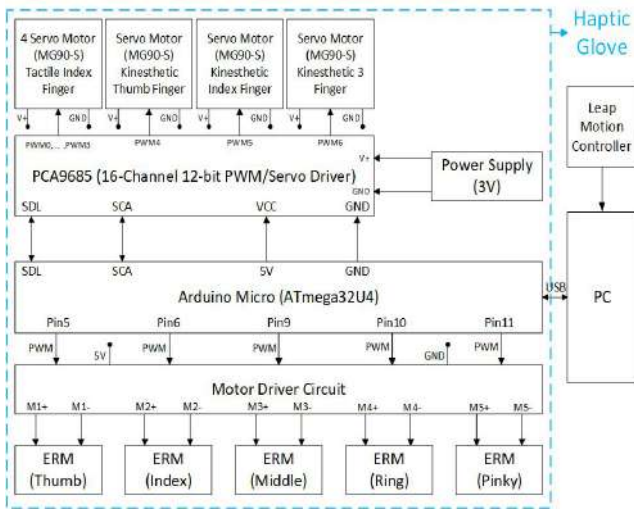 Haptic
Glove
4 Servo Motor
(MG90-S)
Tactile Index
Finger
Servo Motor
(MG90-S)
Kinesthetic
Thumb Finger
Servo Motor
(MG90-S)
Kinesthetic
Index Finger
Servo Motor
(MG90-S)
Kinesthetic 3
Finger
V+ GND V+ GND V+ GND V+ GND
PWM0,... ,PWM3 PWM4 PWM5 PWM6
PCA9685 (16-Channel 12-bit PWM/Servo Driver)
V+
GND
SDL SCA VCC GND
Power Supply
(3V)
Leap
Motion
Controller
SDL SCA 5V GND
Arduino Micro (ATmega32U4)
Pin5 Pin6 Pin9 Pin10 Pin11
USB
PC
PWM 5V PWM PWM PWM GND PWM
Motor Driver Circuit
M1+ M1- M2+ M2- M3+ M3- M4+ M4- M5+ M5-
ERM
(Thumb)
ERM
(Index)
ERM
(Middle)
ERM
(Ring)
ERM
(Pinky)